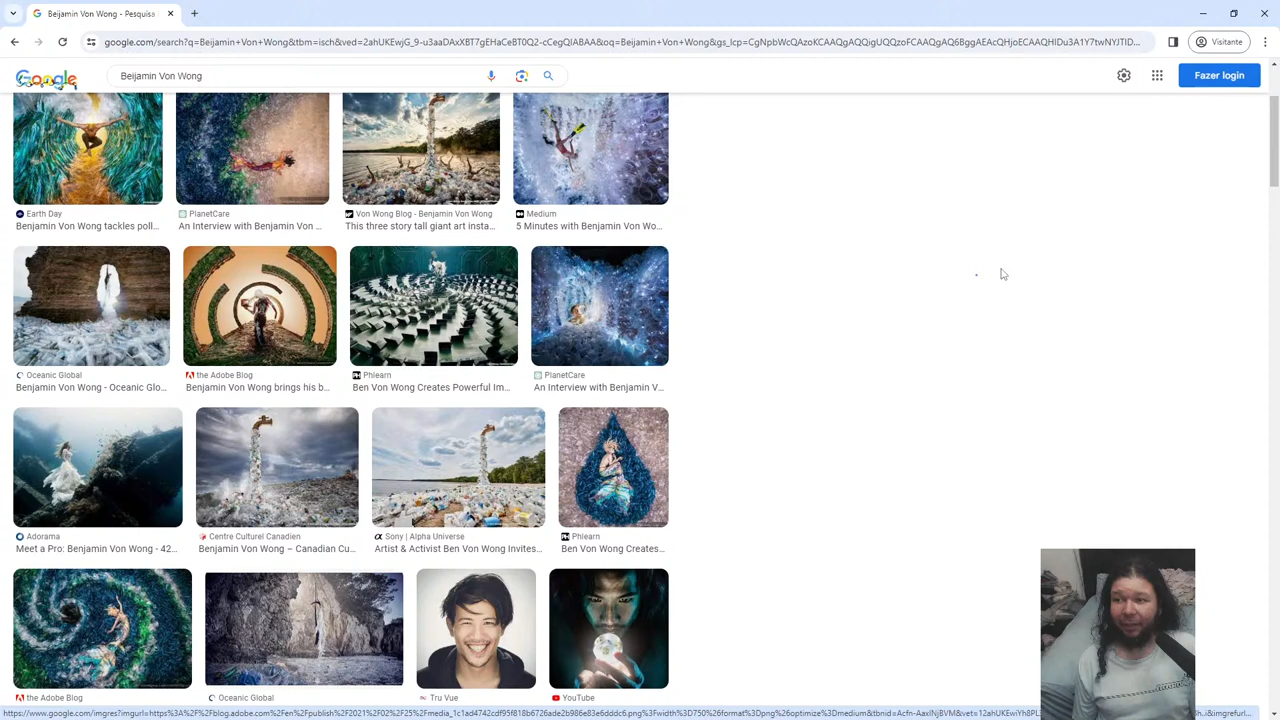 Beijamin Von Wong - Pesquisa
google.com/search?q=Beijamin+Von+Wong&tbm=isch&ved=2ahUKEwjG_9-u3aaDAxXBT7gEHaCeBT0Q2-cCegQIABAA&oq=Beijamin+Von+Wong&gs_lcp=CgNpbWcQAzoKCAAQgAQQigUQQzoFCAAQgAQ6BggAEAcQHjoECAAQHlDu3A1Y7twNYJTID...
Visitante
Google
Beijamin Von Wong
Fazer login
Earth Day
PlanetCare
Von Wong Blog - Benjamin Von Wong
Medium
Benjamin Von Wong tackles poll...
An Interview with Benjamin Von ...
This three story tall giant art insta...
5 Minutes with Benjamin Von Wo...
Oceanic Global
the Adobe Blog
Phlearn
PlanetCare
Benjamin Von Wong - Oceanic Glo...
Benjamin Von Wong brings his b...
Ben Von Wong Creates Powerful Im...
An Interview with Benjamin V...
Adorama
Centre Culturel Canadien
Sony | Alpha Universe
Phlearn
Meet a Pro: Benjamin Von Wong - 42...
Benjamin Von Wong – Canadian Cu...
Artist & Activist Ben Von Wong Invites...
Ben Von Wong Creates...
the Adobe Blog
Oceanic Global
Tru Vue
YouTube